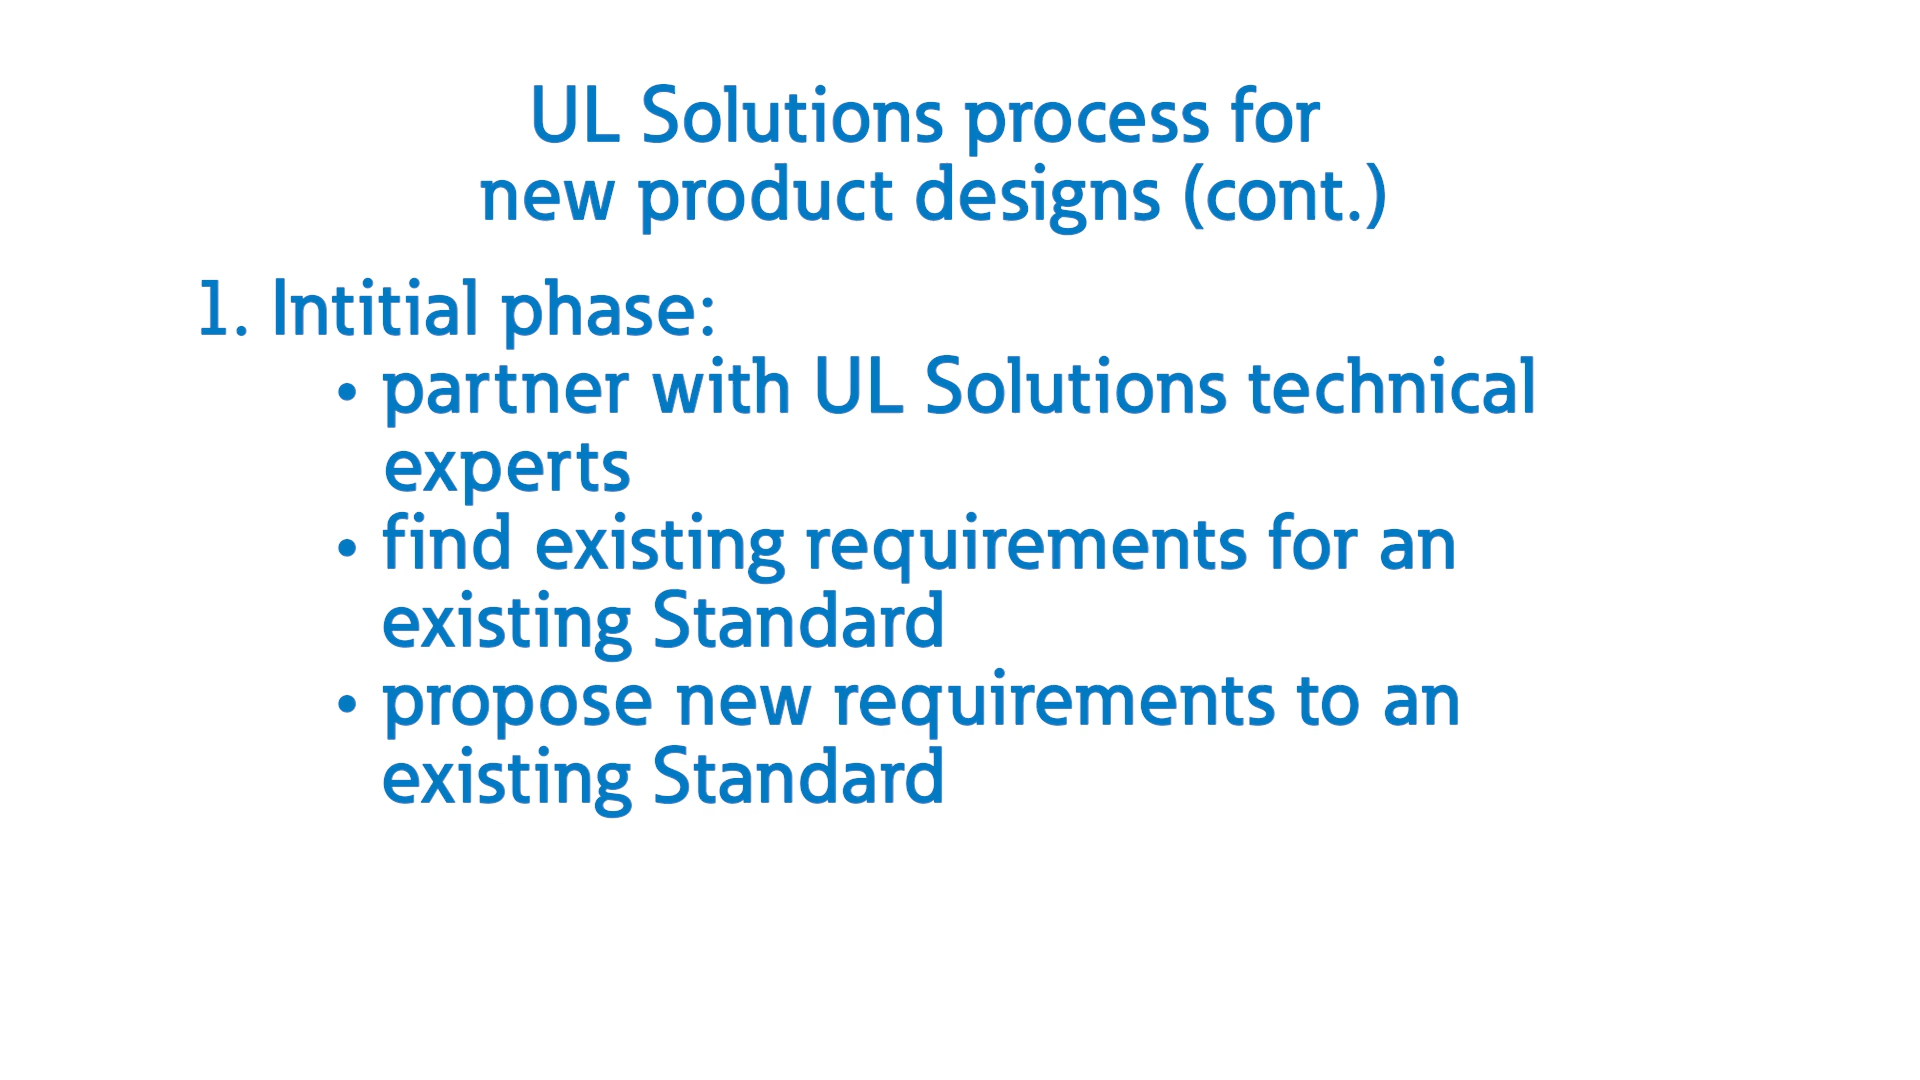 UL Solutions process for
new product designs (cont.)
1. Intitial phase:
• partner with UL Solutions technical
experts
• find existing requirements for an
existing Standard
• propose new requirements to an
existing Standard